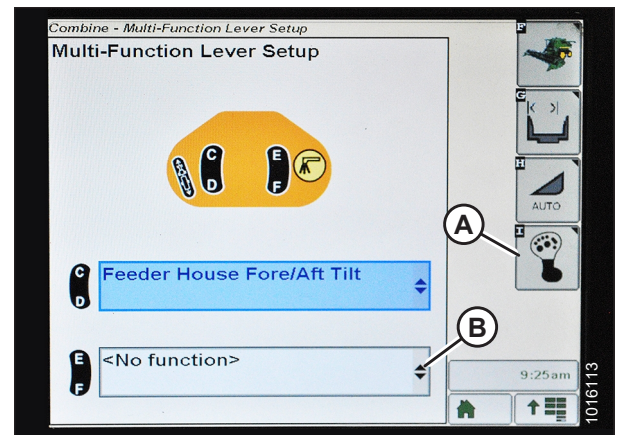 Combine - Multi-Function Lever Setup
Multi-Function Lever Setup
F
G
H
AUTO
I
C
D
E
F
A
C
D
Feeder House Fore/Aft Tilt
B
E
F
<No function>
9:25am
1016113